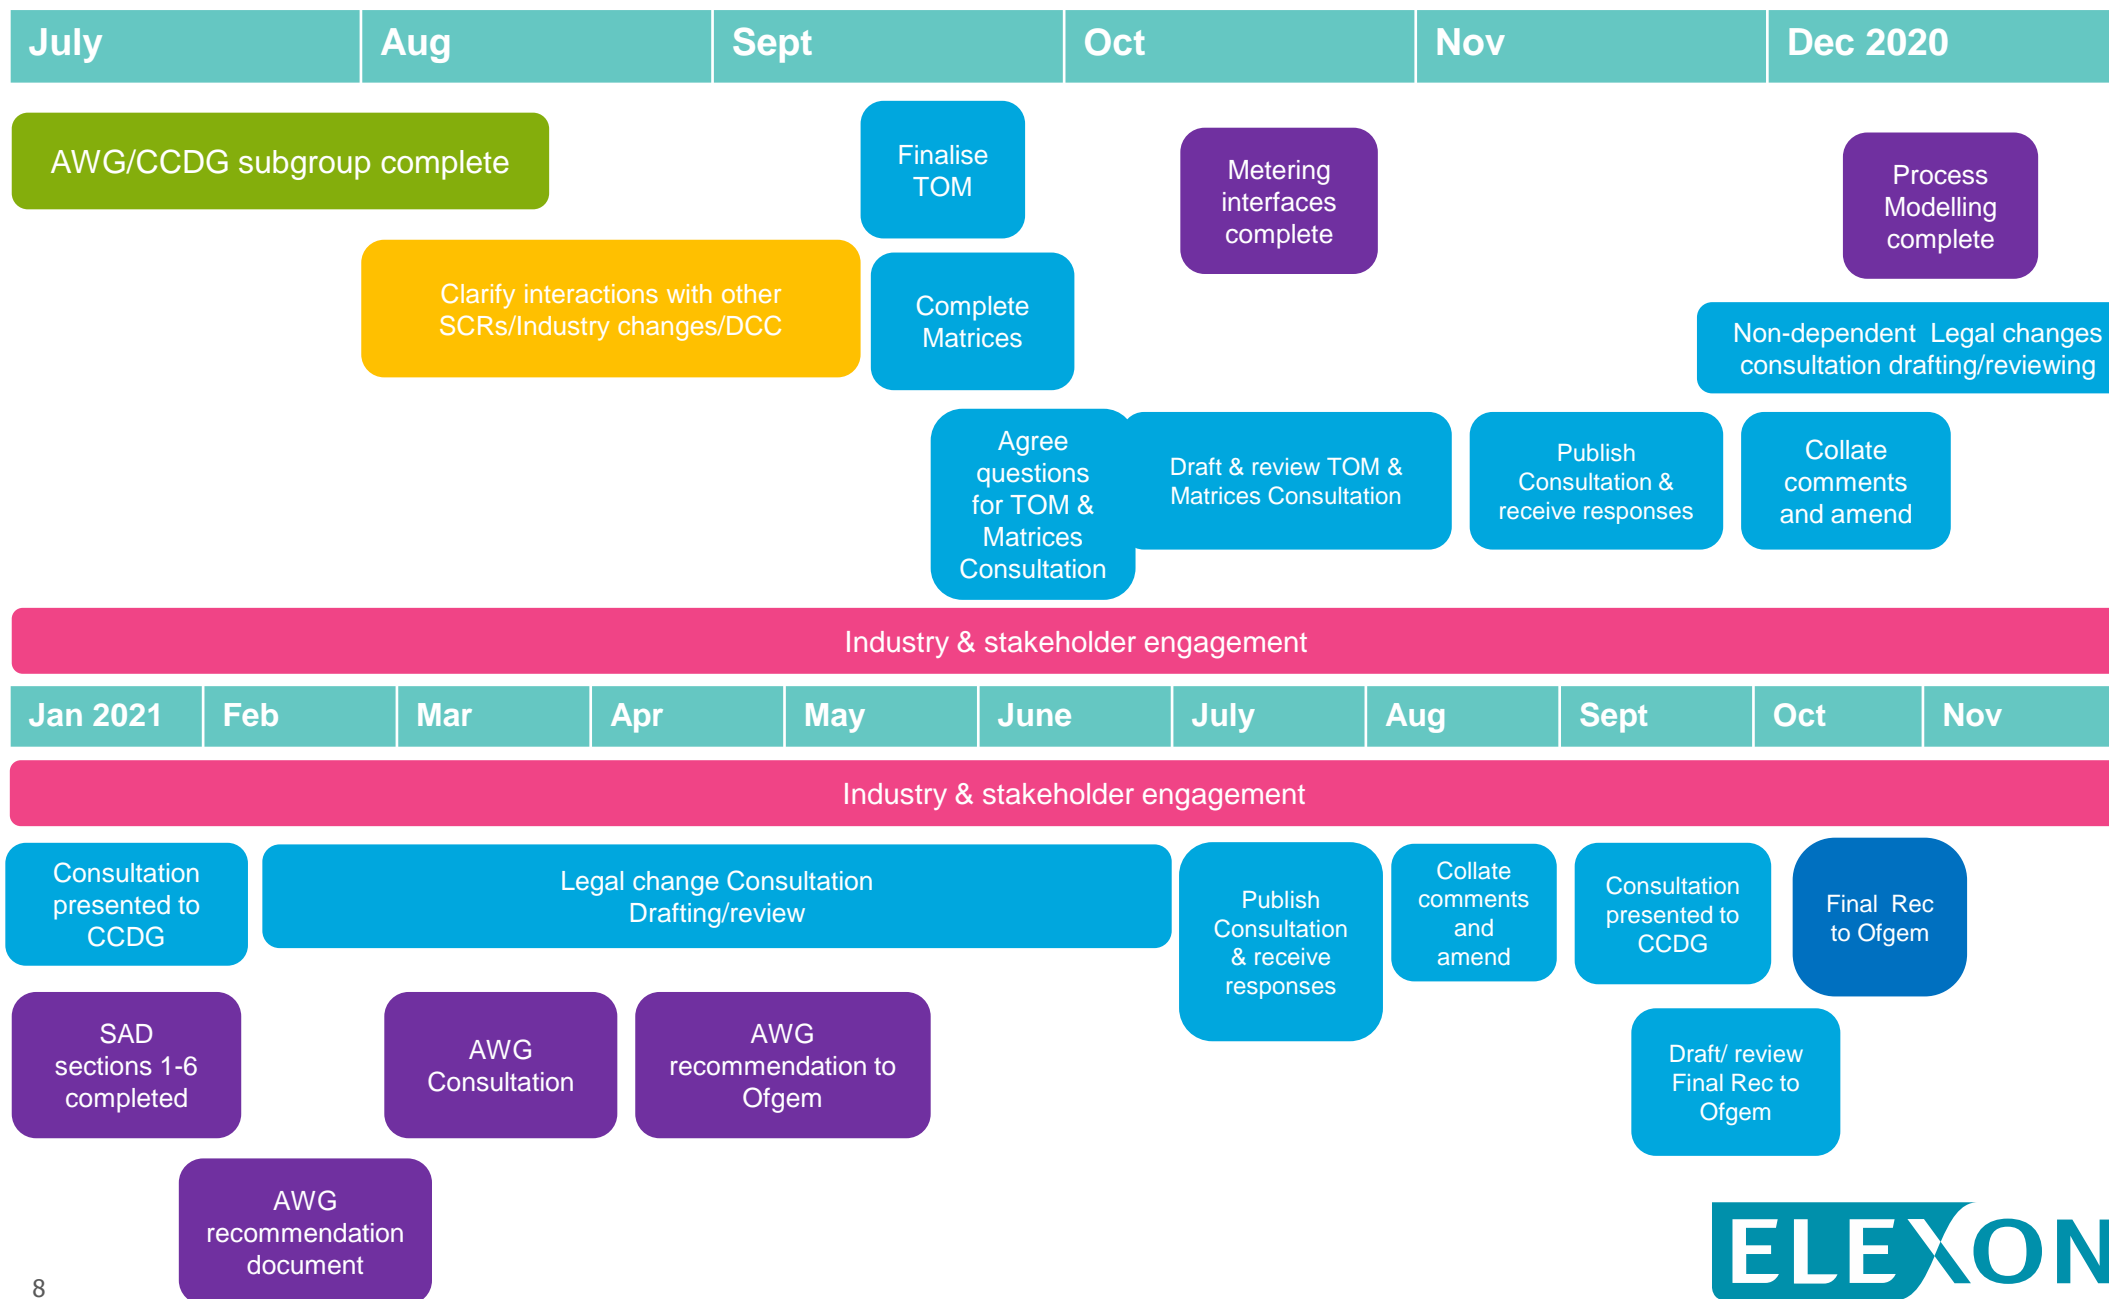 July
Aug
Sept
Oct
Nov
Dec 2020
AWG/CCDG subgroup complete
Finalise
TOM
Metering
interfaces
complete
Process
Modelling
complete
Clarify interactions with other
SCRs/Industry changes/DCC
Complete
Matrices
Non-dependent Legal changes
consultation drafting/reviewing
Agree
questions
for TOM &
Matrices
Consultation
Draft & review TOM &
Matrices Consultation
Publish
Consultation &
receive responses
Collate
comments
and amend
Industry & stakeholder engagement
Jan 2021
Feb
Mar
Apr
May
June
July
Aug
Sept
Oct
Nov
Industry & stakeholder engagement
Consultation
presented to
CCDG
Legal change Consultation
Drafting/review
Publish
Consultation
& receive
responses
Collate
comments
and
amend
Consultation
presented to
CCDG
Final Rec
to Ofgem
SAD
sections 1-6
completed
AWG
Consultation
AWG
recommendation to
Ofgem
Draft/ review
Final Rec to
Ofgem
AWG
recommendation
document
8
ELEXON